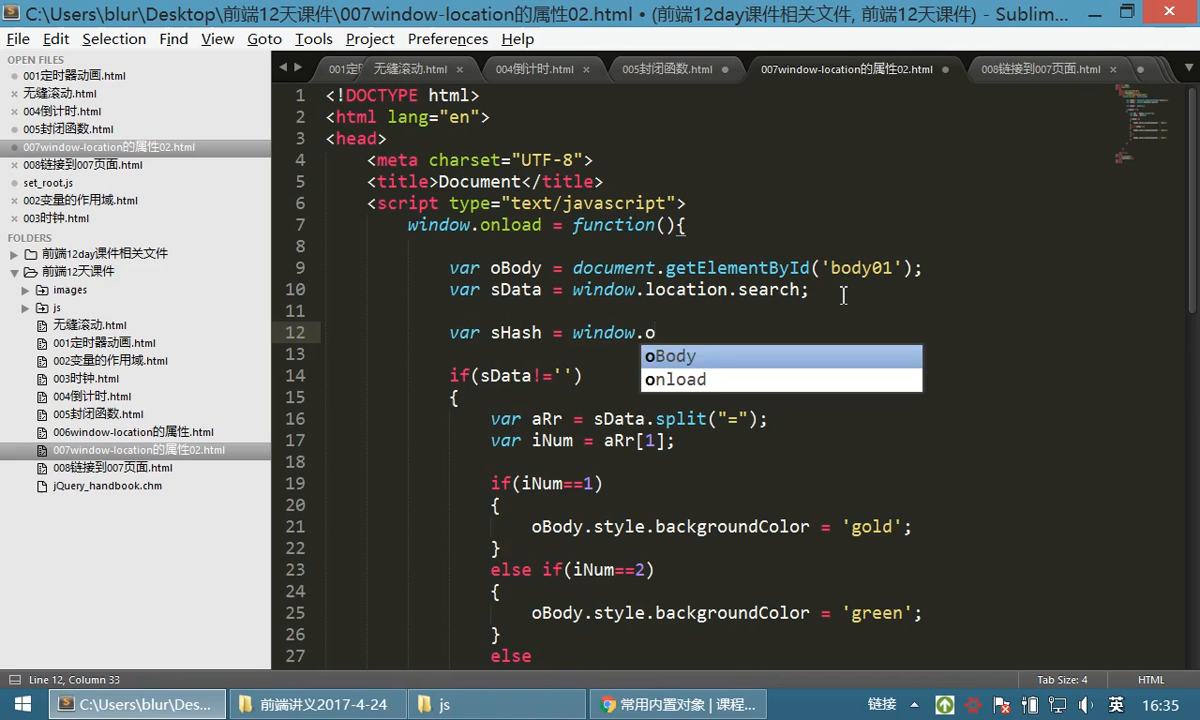 C:\Users\blur\Desktop\前端12天课件\007window-location的属性02.html • (前端12day课件相关文件, 前端12天课件) - Sublim...
File Edit Selection Find View Goto Tools Project Preferences Help
OPEN FILES
001定时器动画.html
无缝滚动.html
004倒计时.html
005封闭函数.html
007window-location的属性02.html
008链接到007页面.html
set_root.js
002变量的作用域.html
003时钟.html
FOLDERS
前端12day课件相关文件
前端12天课件
images
js
无缝滚动.html
001定时器动画.html
002变量的作用域.html
003时钟.html
004倒计时.html
005封闭函数.html
006window-location的属性.html
007window-location的属性02.html
008链接到007页面.html
jQuery_handbook.chm
001定 无缝滚动.html 004倒计时.html 005封闭函数.html 007window-location的属性02.html 008链接到007页面.html
1 <!DOCTYPE html>
2 <html lang="en">
3 <head>
4 <meta charset="UTF-8">
5 <title>Document</title>
6 <script type="text/javascript">
7 window.onload = function(){
8
9 var oBody = document.getElementById('body01');
10 var sData = window.location.search;
11
12 var sHash = window.o
oBody
onload
13
14 if(sData!='')
15 {
16 var aRr = sData.split("=");
17 var iNum = aRr[1];
18
19 if(iNum==1)
20 {
21 oBody.style.backgroundColor = 'gold';
22 }
23 else if(iNum==2)
24 {
25 oBody.style.backgroundColor = 'green';
26 }
27 else
Line 12, Column 33 Tab Size: 4 HTML
C:\Users\blur\Des... 前端讲义2017-4-24 js 常用内置对象 | 课程... 链接 英 16:35